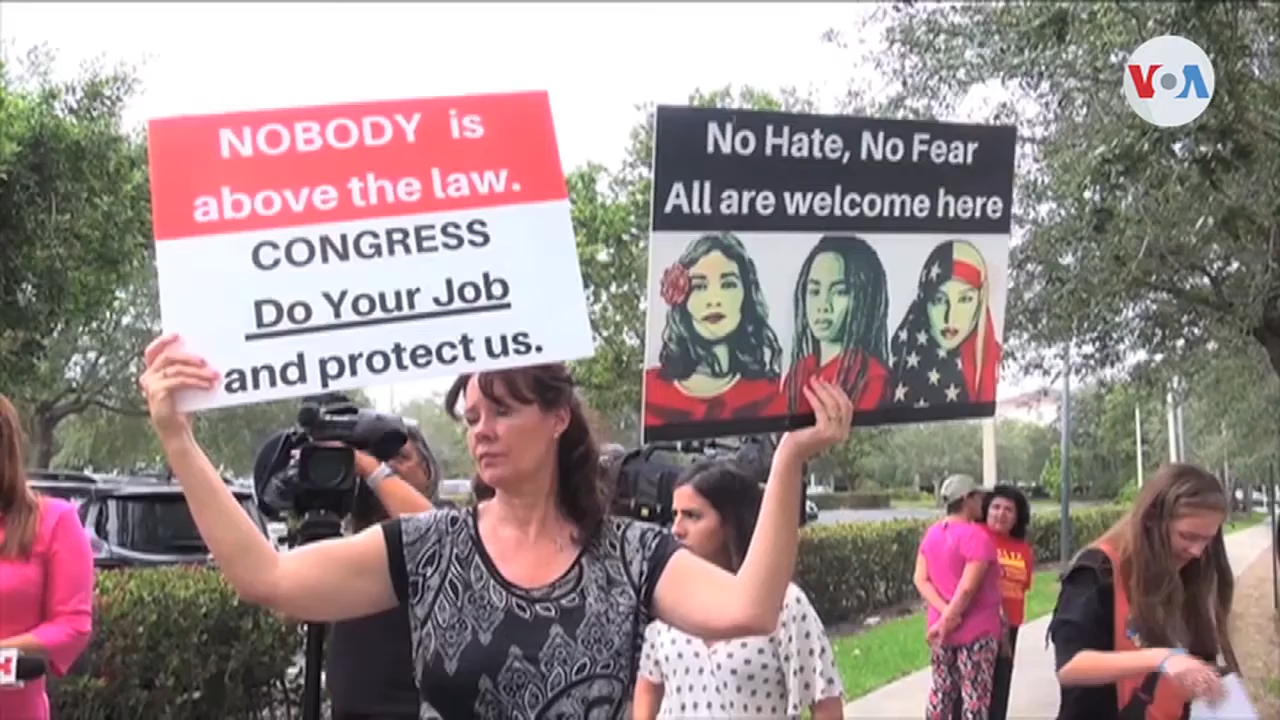 NOBODY is
above the law.
CONGRESS
Do Your Job
and protect us.
No Hate, No Fear
All are welcome here
VOA